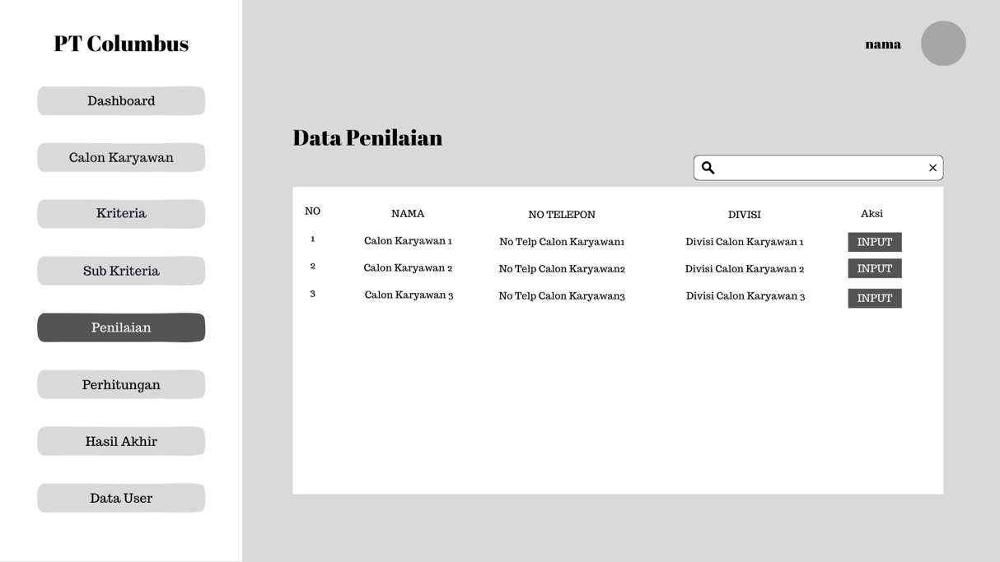 PT Columbus
nama
Dashboard
Calon Karyawan
Kriteria
Sub Kriteria
Penilaian
Perhitungan
Hasil Akhir
Data User
Data Penilaian
NO NAMA NO TELEPON DIVISI Aksi
1 Calon Karyawan 1 No Telp Calon Karyawan1 Divisi Calon Karyawan 1 INPUT
2 Calon Karyawan 2 No Telp Calon Karyawan2 Divisi Calon Karyawan 2 INPUT
3 Calon Karyawan 3 No Telp Calon Karyawan3 Divisi Calon Karyawan 3 INPUT